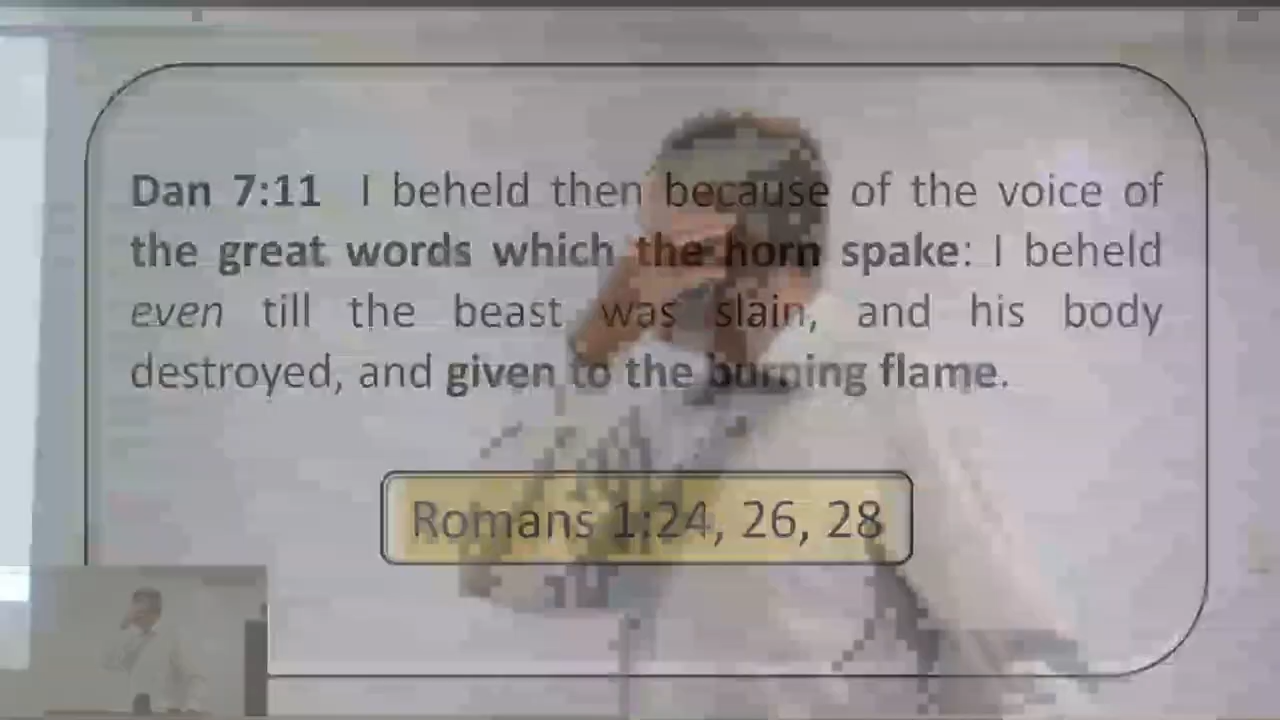 Dan 7:11 I beheld then because of the voice of
the great words which the horn spake: I beheld
even till the beast was slain, and his body
destroyed, and given to the burning flame.
Romans 1:24, 26, 28